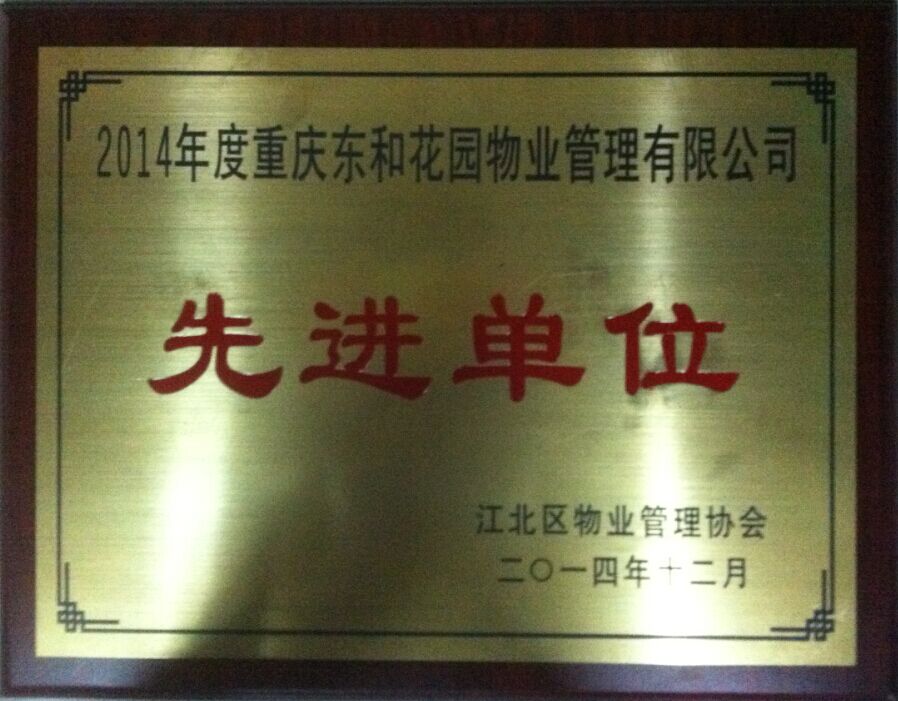 2014年度重庆东和花园物业管理有限公司
先进单位
江北区物业管理协会
二〇一四年十二月